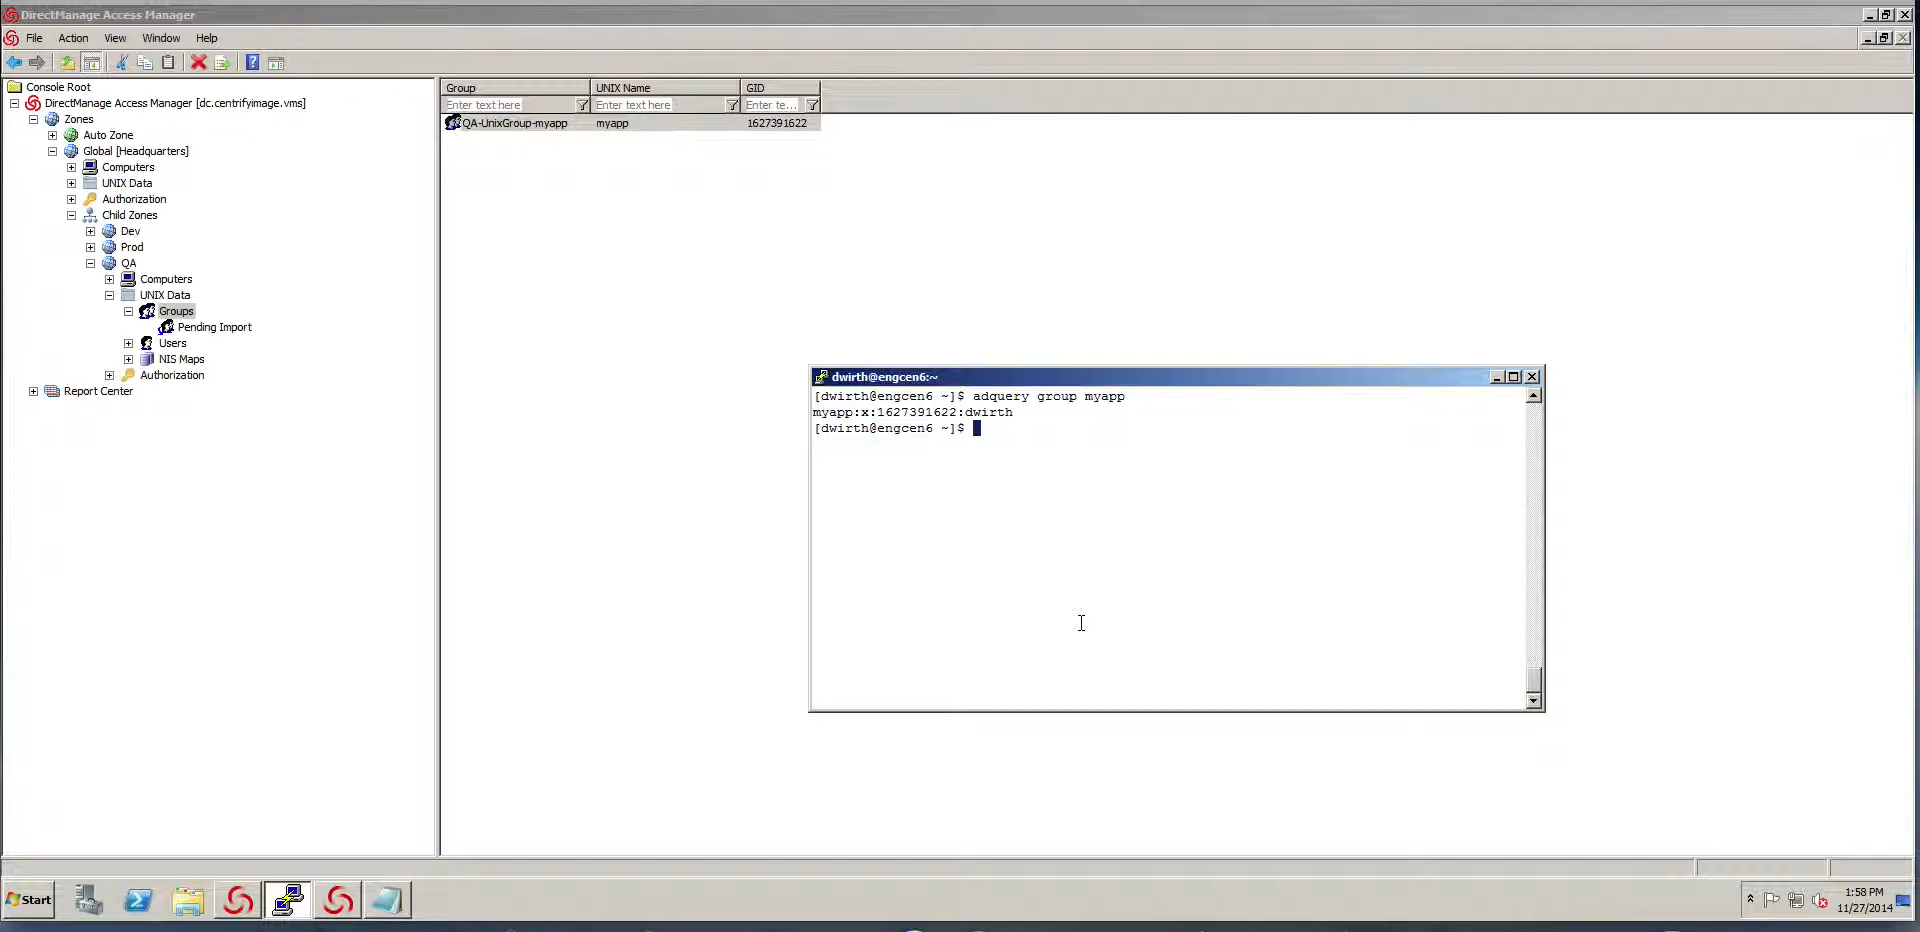 DirectManage Access Manager
File Action View Window Help
Console Root
DirectManage Access Manager [dc.centrifyimage.vms]
Zones
Auto Zone
Global [Headquarters]
Computers
UNIX Data
Authorization
Child Zones
Dev
Prod
QA
Computers
UNIX Data
Groups
Pending Import
Users
NIS Maps
Authorization
Report Center
Group UNIX Name GID
Enter text here Enter text here Enter te...
QA-UnixGroup-myapp myapp 1627391622
dwirth@engcen6:~
[dwirth@engcen6 ~]$ adquery group myapp
myapp:x:1627391622:dwirth
[dwirth@engcen6 ~]$
Start
1:58 PM
11/27/2014